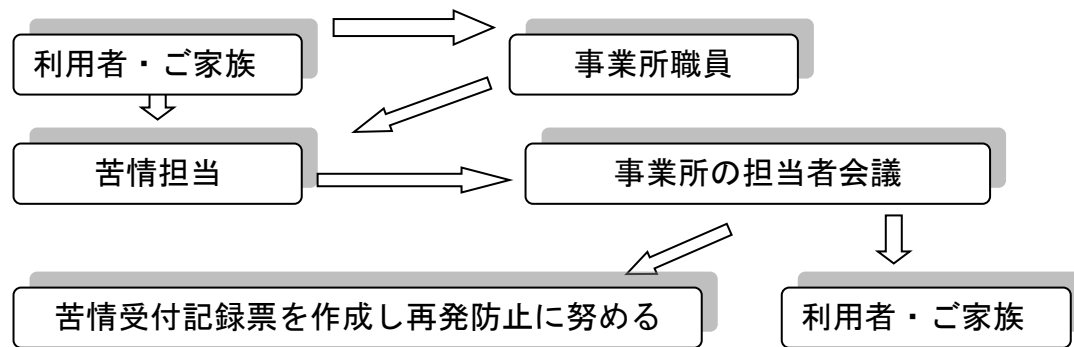 利用者・ご家族
事業所職員
苦情担当
事業所の担当者会議
苦情受付記録票を作成し再発防止に努める
利用者・ご家族